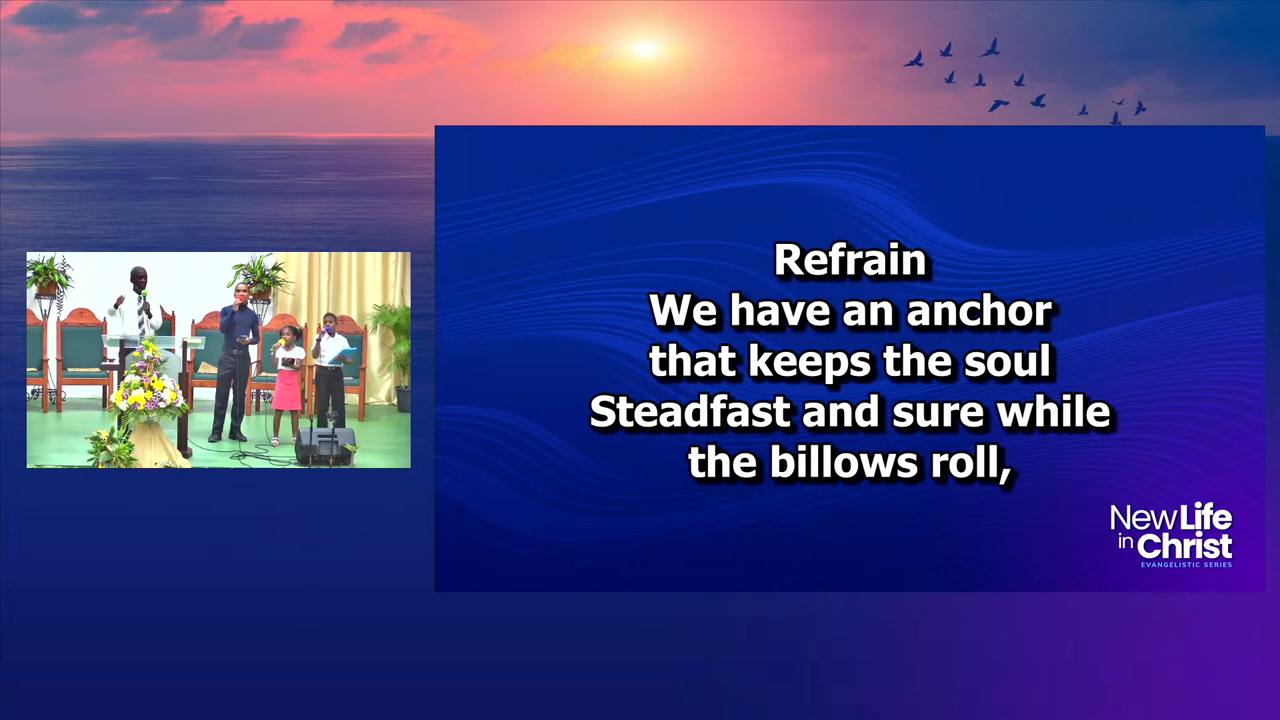 Refrain
We have an anchor
that keeps the soul
Steadfast and sure while
the billows roll,
New Life
in Christ
EVANGELISTIC SERIES